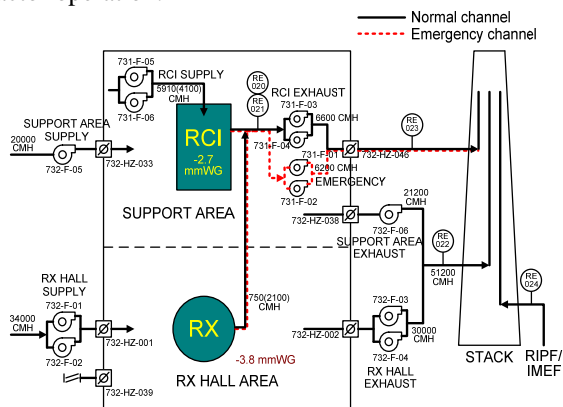 Normal channel
Emergency channel
731-F-05
RCI SUPPLY
5910(4100)
CMH
731-F-06
RE
020
RE
021
RCI EXHAUST
731-F-03
6600 CMH
731-F-04
RE
023
SUPPORT AREA
SUPPLY
20000
CMH
732-F-05
732-HZ-033
RCI
-2.7
mmWG
731-F-01
732-HZ-046
6200 CMH
EMERGENCY
731-F-02
SUPPORT AREA
732-HZ-038
21200
CMH
732-F-06
SUPPORT AREA
EXHAUST
RE
022
51200
CMH
RE
024
RX HALL
SUPPLY
732-F-01
34000
CMH
732-F-02
732-HZ-001
750(2100)
CMH
RX
-3.8 mmWG
RX HALL AREA
732-HZ-002
732-F-03
30000
CMH
732-F-04
RX HALL
EXHAUST
STACK
RIPF/
IMEF
732-HZ-039